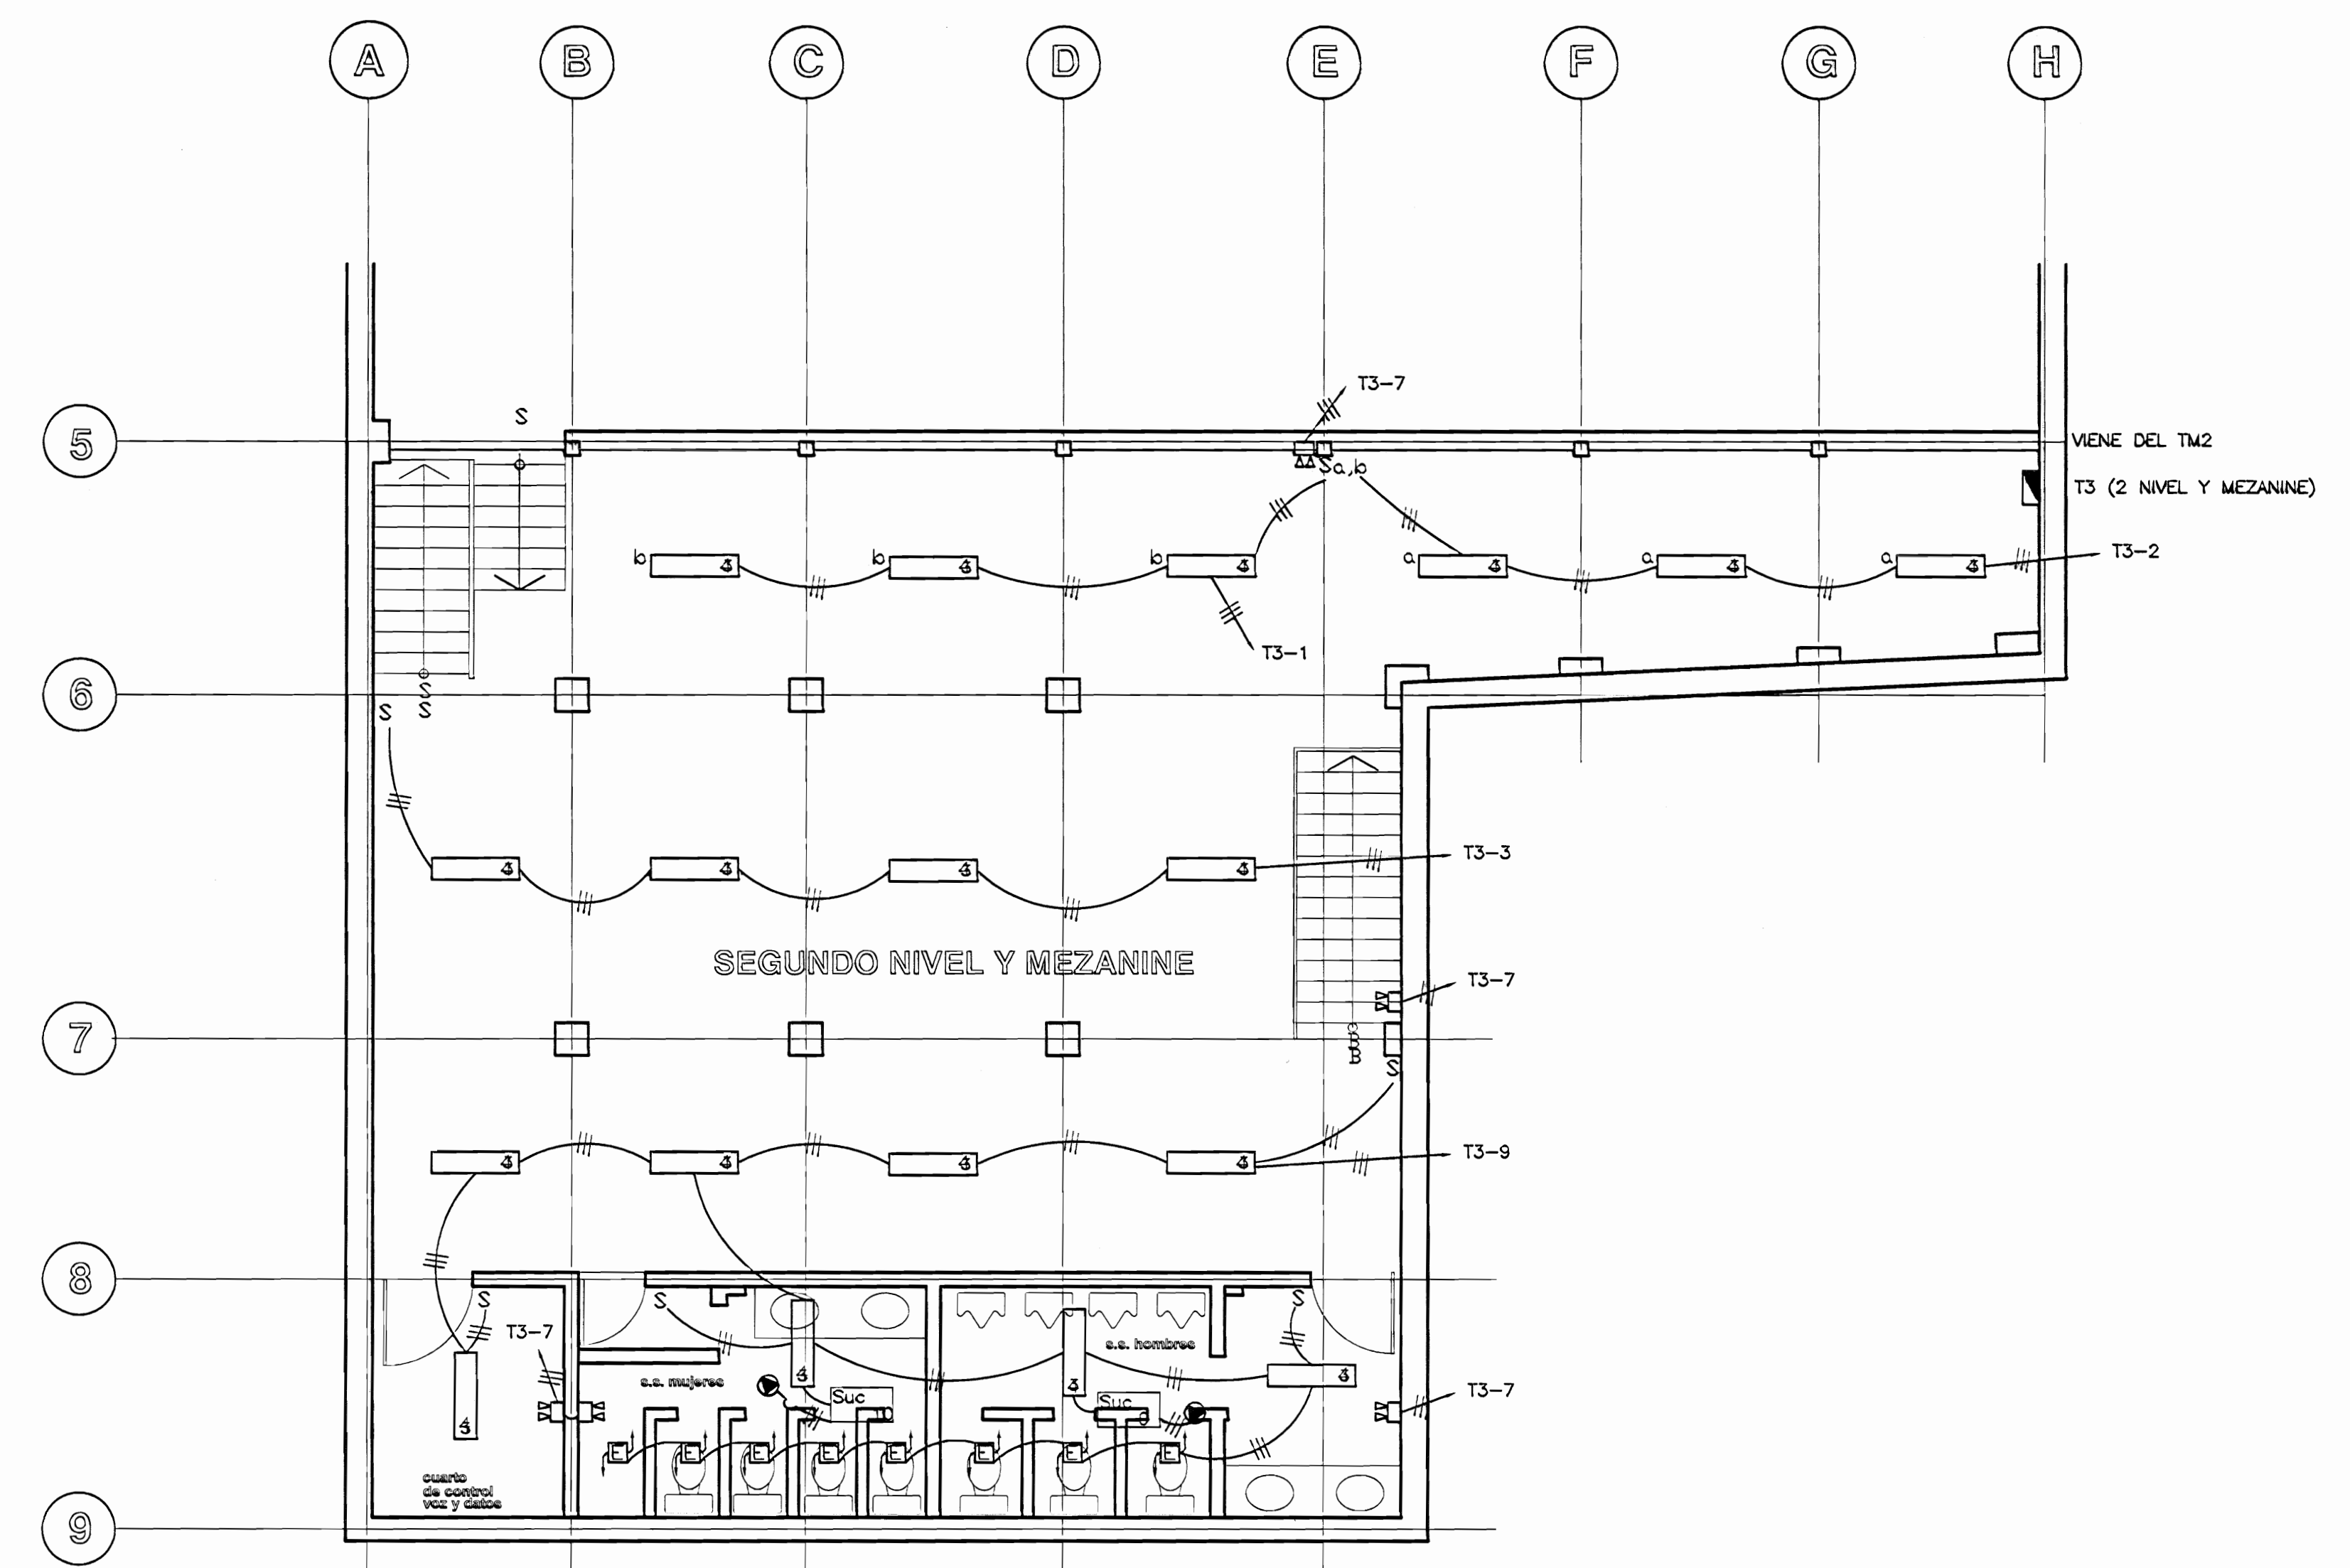 A B C D E F G H
T3-7
S
5
VIENE DEL TM2
Sa,b
T3 (2 NIVEL Y MEZANINE)
b b b a a a
T3-2
T3-1
6
S
S S
T3-3
SEGUNDO NIVEL Y MEZANINE
T3-7
7
S
T3-9
8
S S S
T3-7
s.s. hombres
s.s. mujeres
T3-7
Suc
Suc
E E E E E E E E
cuarto
de control
voz y datos
9